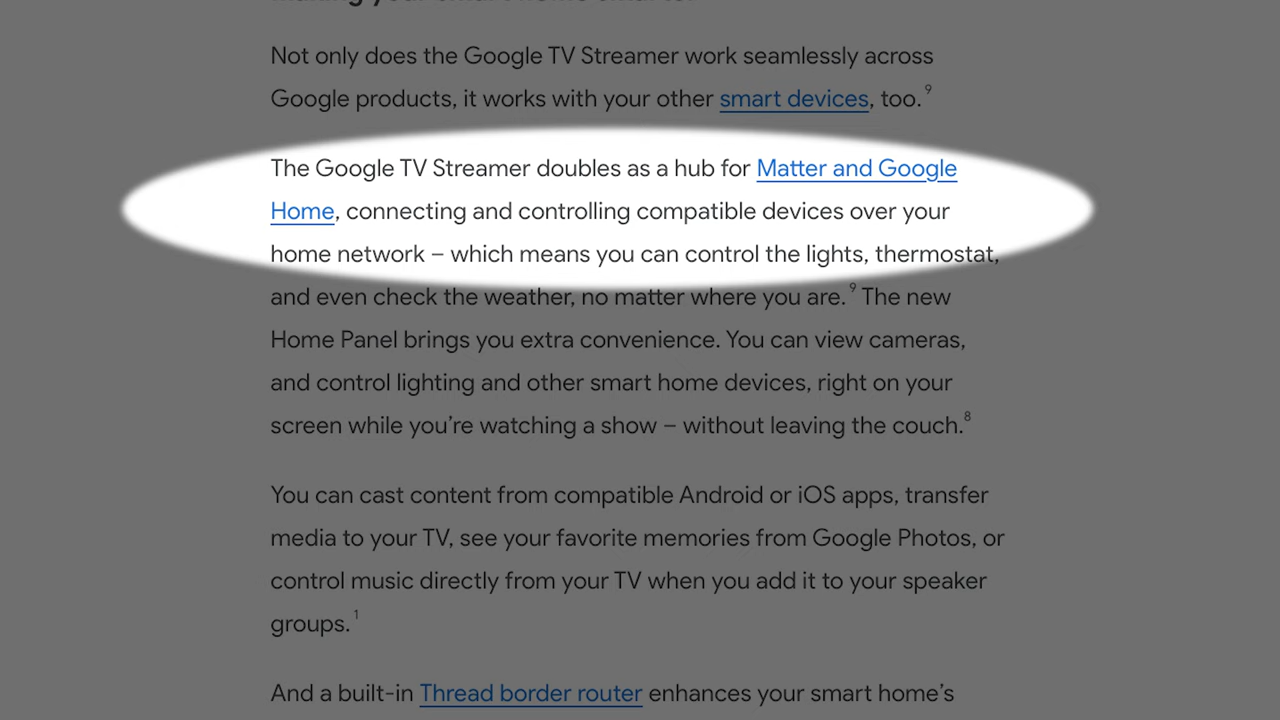 Not only does the Google TV Streamer work seamlessly across
Google products, it works with your other smart devices, too.⁹
The Google TV Streamer doubles as a hub for Matter and Google
Home, connecting and controlling compatible devices over your
home network – which means you can control the lights, thermostat,
and even check the weather, no matter where you are.⁹ The new
Home Panel brings you extra convenience. You can view cameras,
and control lighting and other smart home devices, right on your
screen while you’re watching a show – without leaving the couch.⁸
You can cast content from compatible Android or iOS apps, transfer
media to your TV, see your favorite memories from Google Photos, or
control music directly from your TV when you add it to your speaker
groups.¹
And a built-in Thread border router enhances your smart home’s